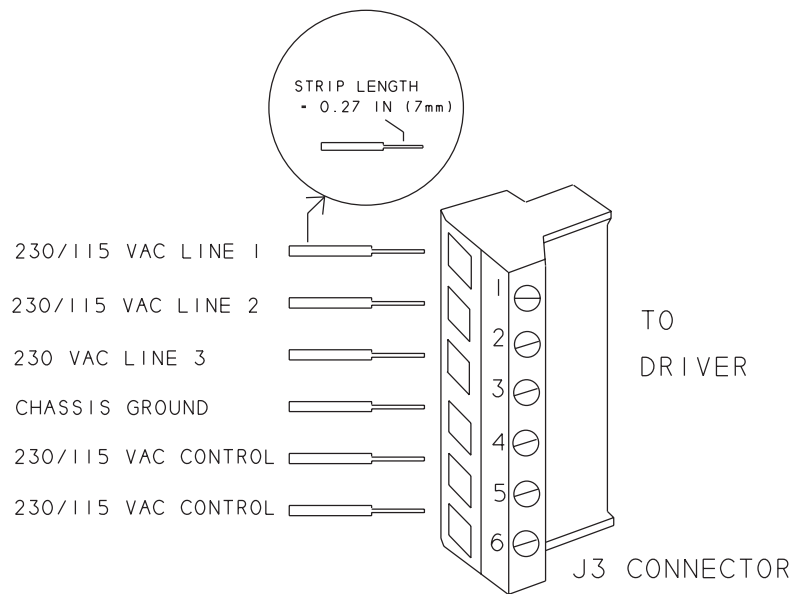 STRIP LENGTH
- 0.27 IN (7mm)
230/115 VAC LINE 1
230/115 VAC LINE 2
230 VAC LINE 3
CHASSIS GROUND
230/115 VAC CONTROL
230/115 VAC CONTROL
1
2
3
4
5
6
TO
DRIVER
J3 CONNECTOR